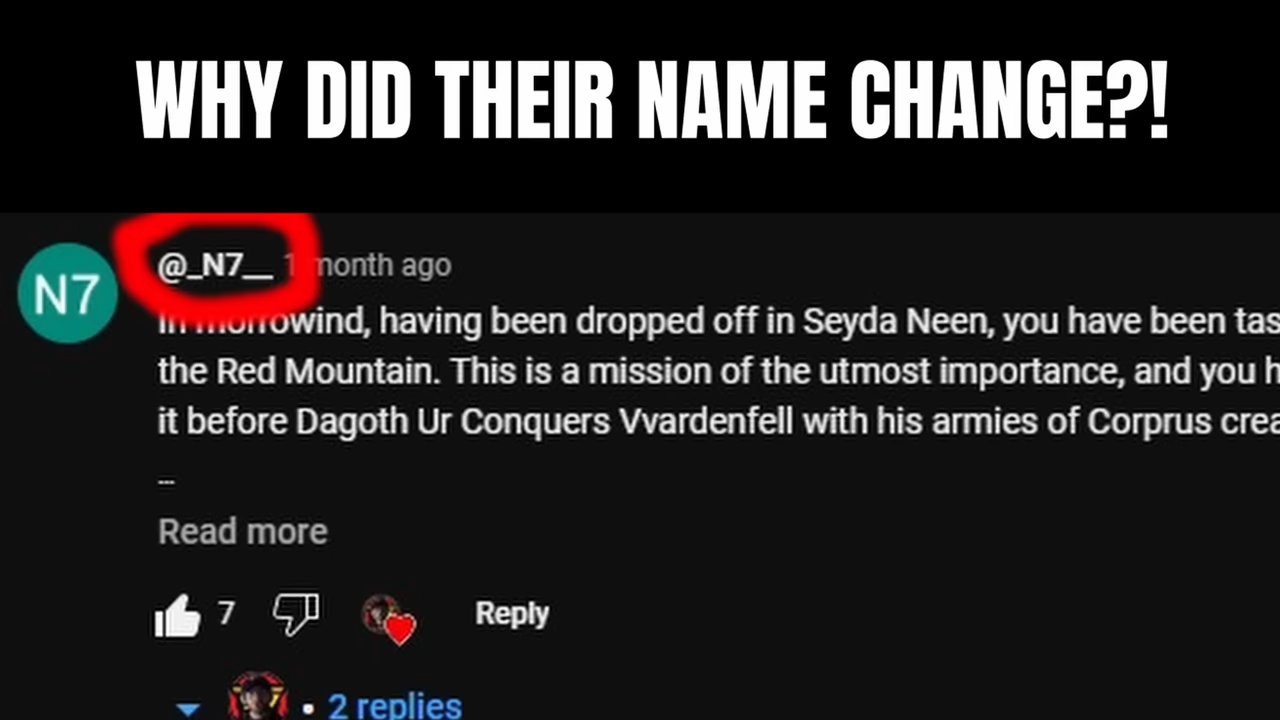 WHY DID THEIR NAME CHANGE?!
N7
@_N7__ 1 month ago
In morrowind, having been dropped off in Seyda Neen, you have been tas
the Red Mountain. This is a mission of the utmost importance, and you h
it before Dagoth Ur Conquers Vvardenfell with his armies of Corprus crea
...
Read more
7
Reply
2 replies